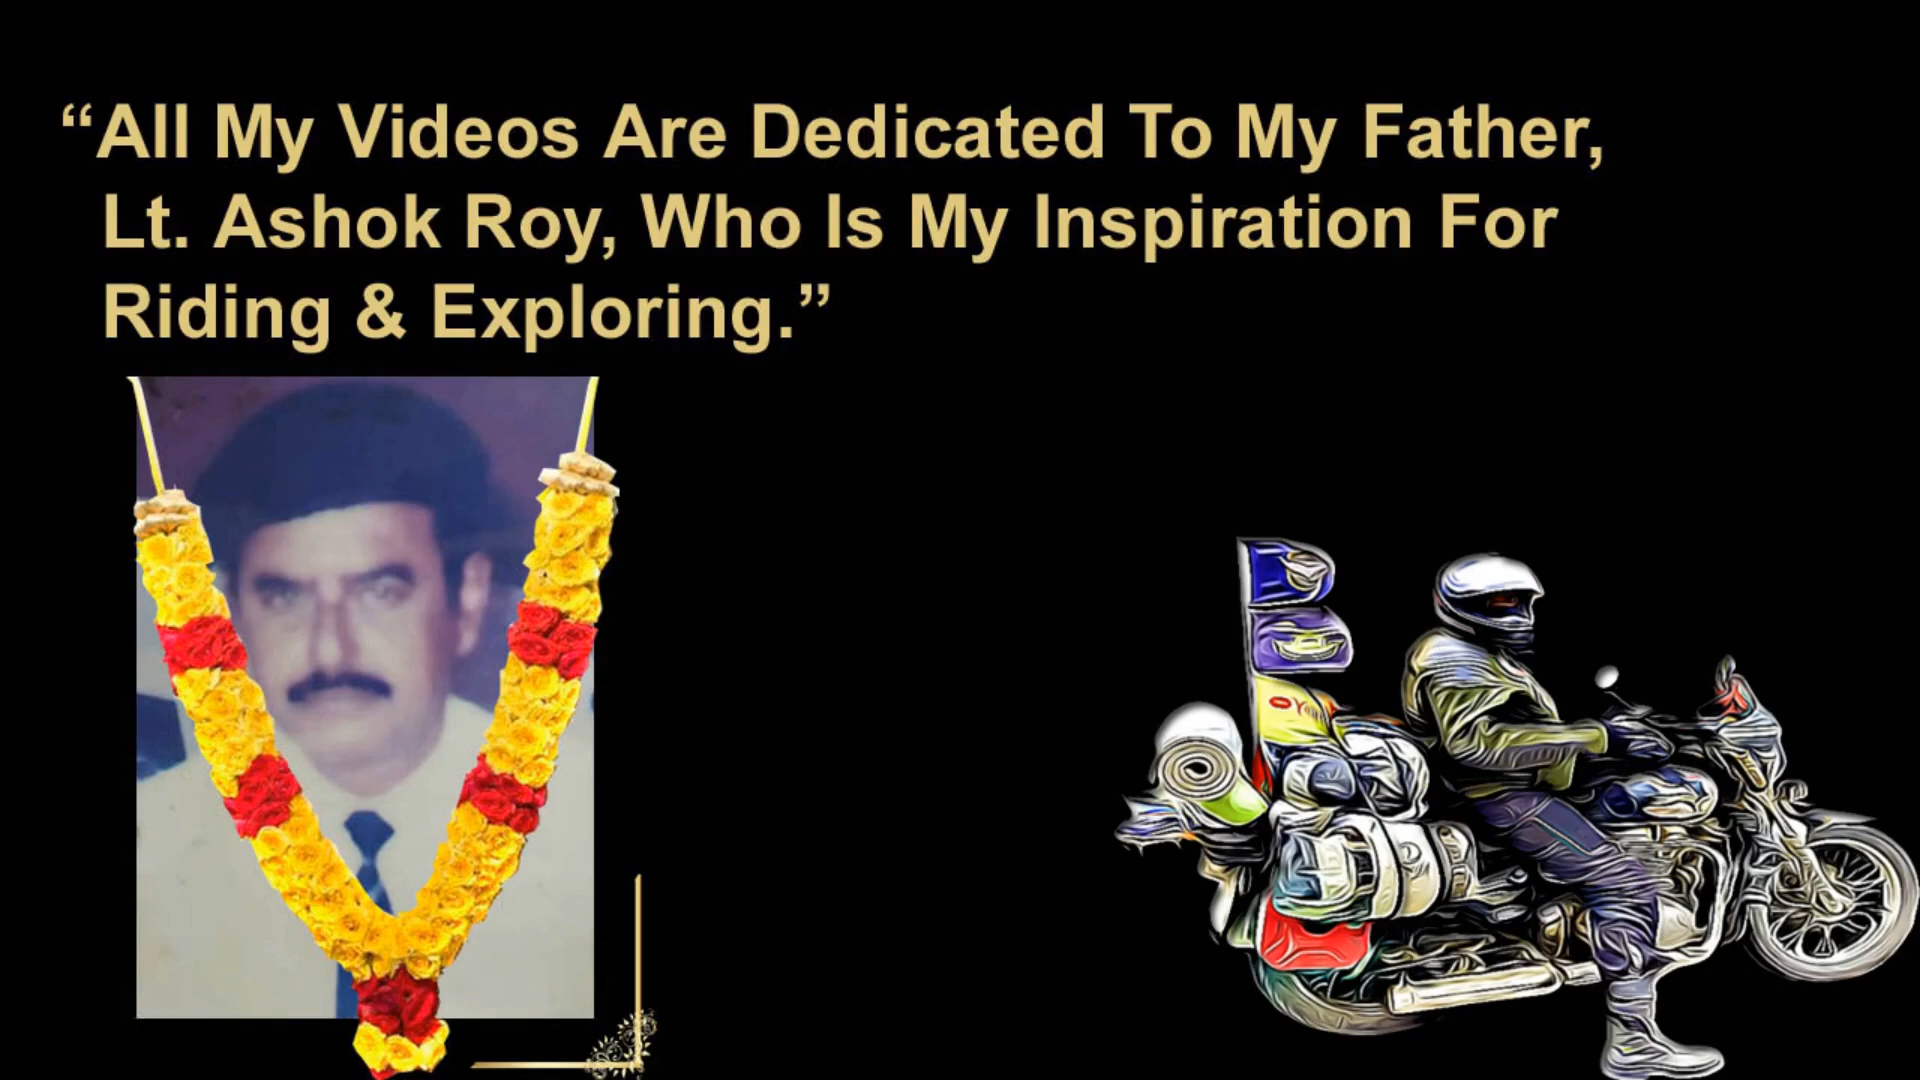 “All My Videos Are Dedicated To My Father,
Lt. Ashok Roy, Who Is My Inspiration For
Riding & Exploring.”